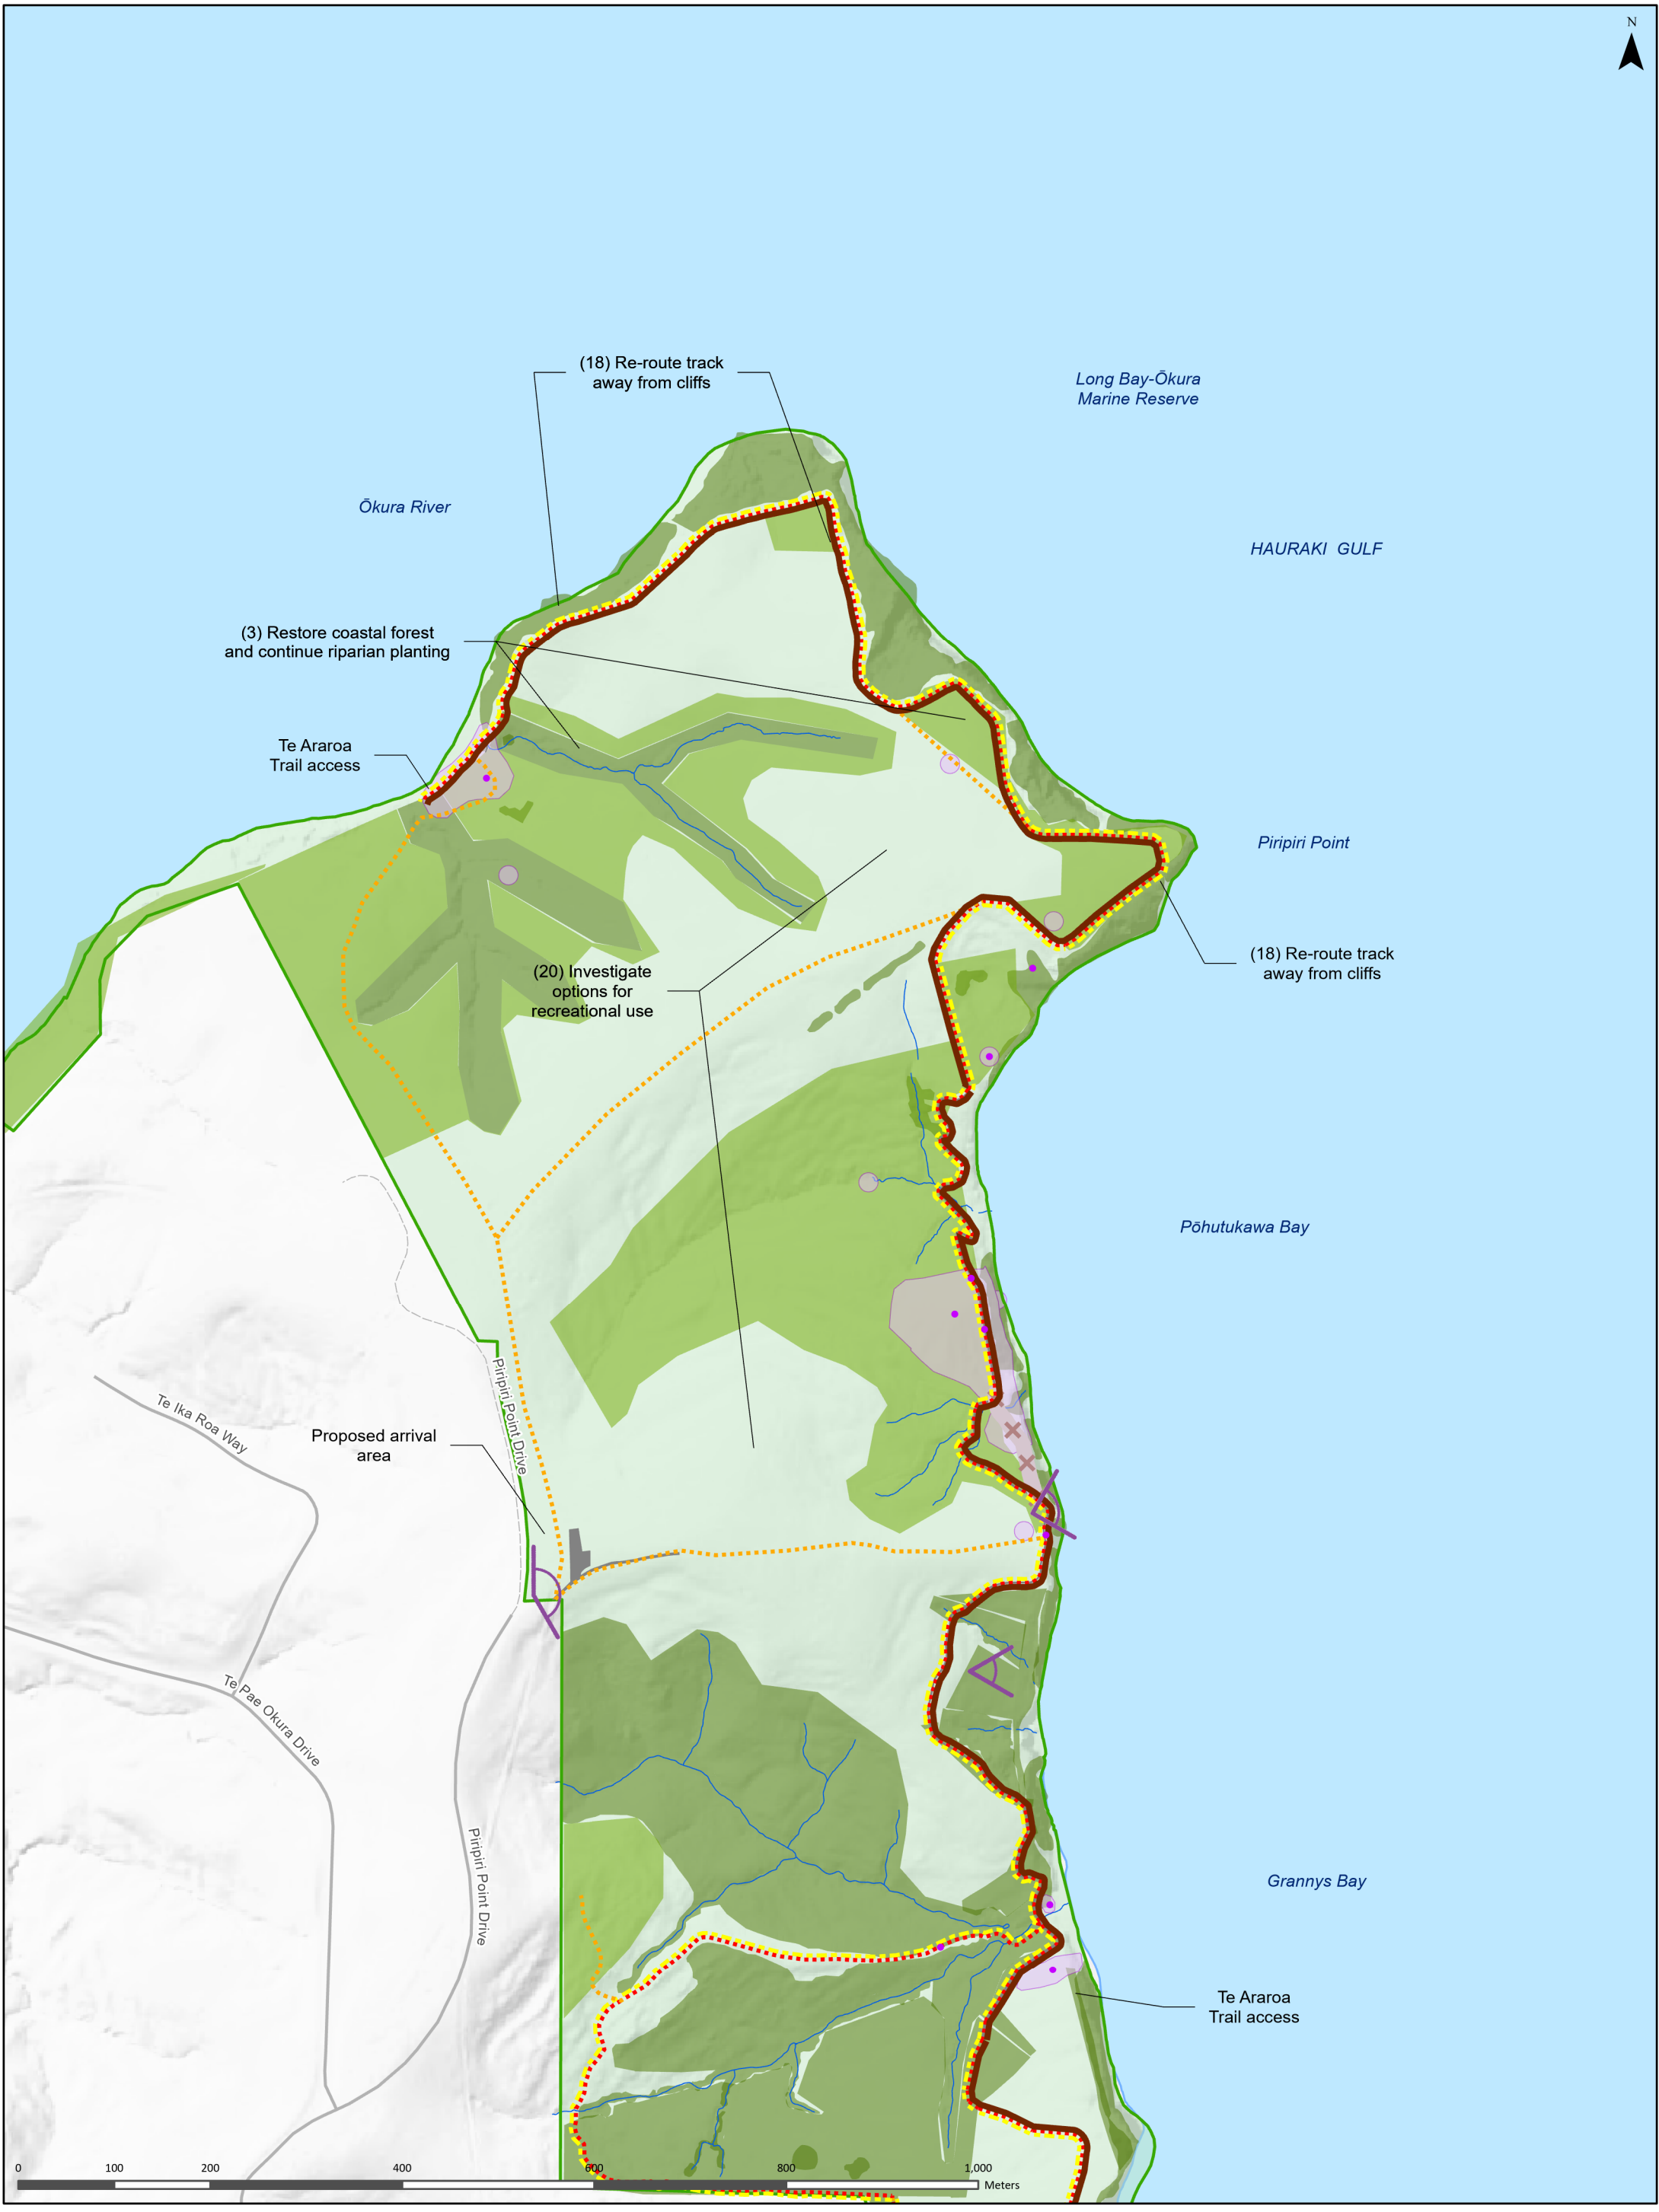 N
(18) Re-route track
away from cliffs
Long Bay-Ōkura
Marine Reserve
Ōkura River
HAURAKI GULF
(3) Restore coastal forest
and continue riparian planting
Te Araroa
Trail access
Piripiri Point
(18) Re-route track
away from cliffs
(20) Investigate
options for
recreational use
Pōhutukawa Bay
Piripiri Point Drive
Te Ika Roa Way
Proposed arrival
area
Te Pae Okura Drive
Piripiri Point Drive
Grannys Bay
Te Araroa
Trail access
0 100 200 400 600 800 1,000
Meters